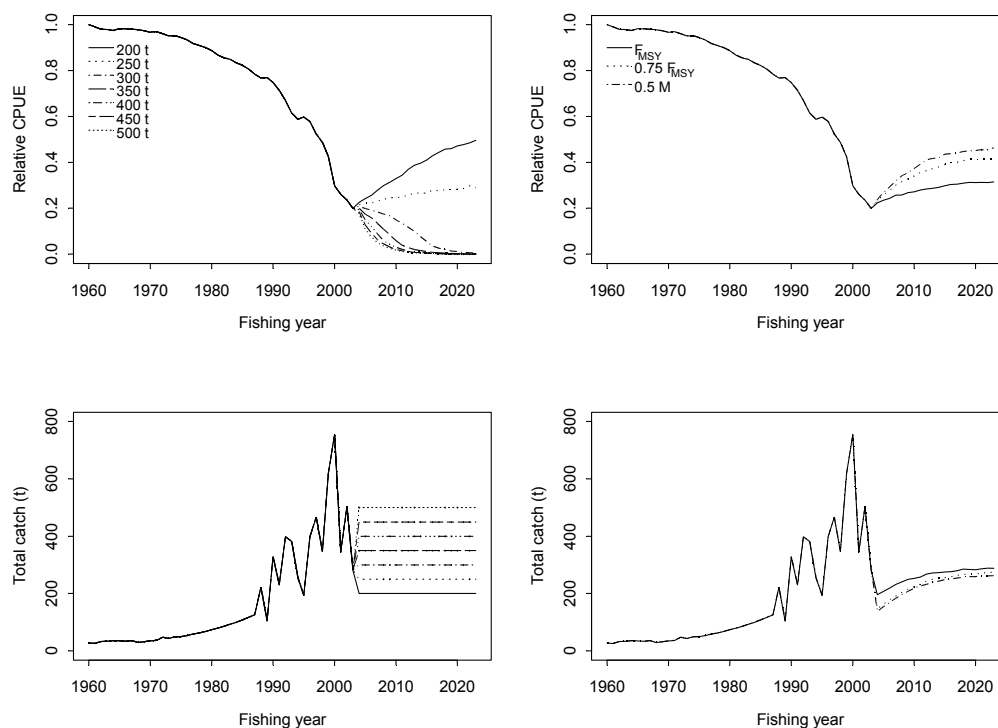 Relative CPUE
0.0 0.2 0.4 0.6 0.8 1.0
200 t
250 t
300 t
350 t
400 t
450 t
500 t
1960 1970 1980 1990 2000 2010 2020
Fishing year
Relative CPUE
0.0 0.2 0.4 0.6 0.8 1.0
FMSY
0.75 FMSY
0.5 M
1960 1970 1980 1990 2000 2010 2020
Fishing year
Total catch (t)
0 200 400 600 800
1960 1970 1980 1990 2000 2010 2020
Fishing year
Total catch (t)
0 200 400 600 800
1960 1970 1980 1990 2000 2010 2020
Fishing year